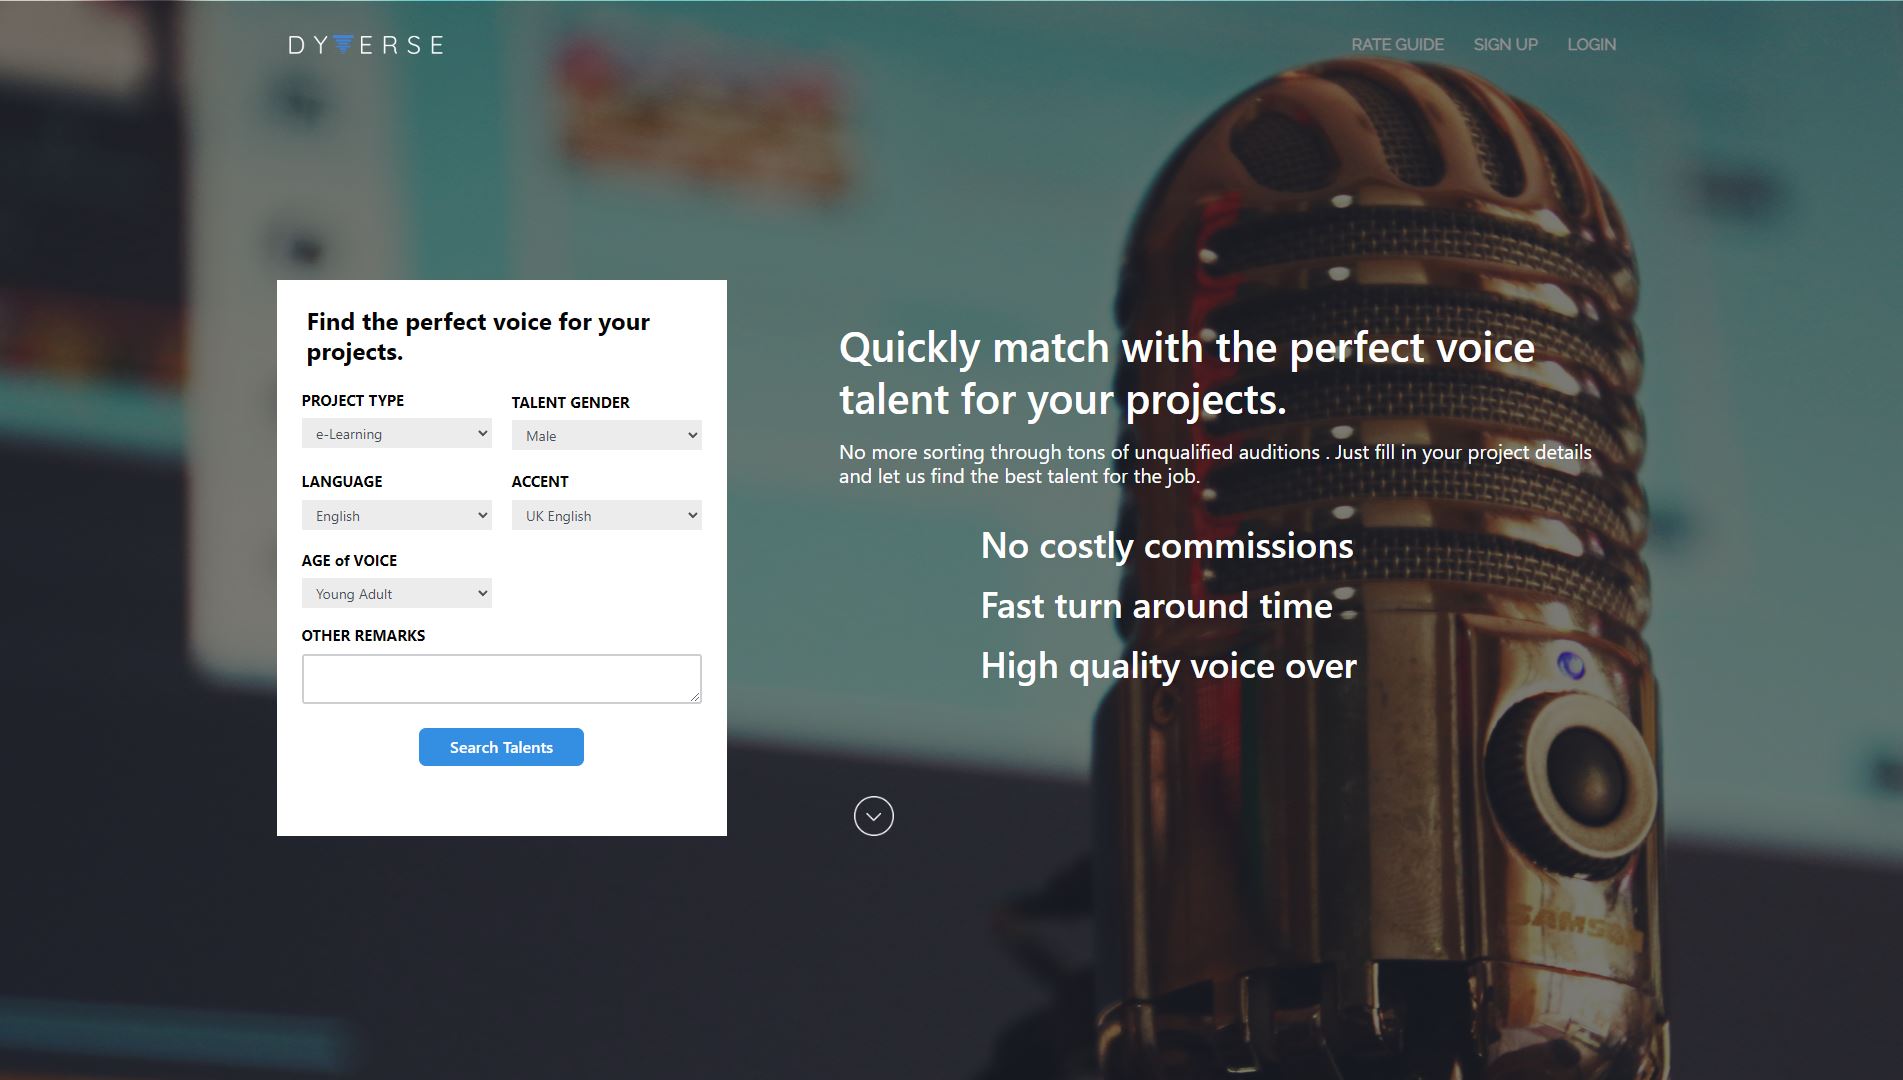 DYVERSE
RATE GUIDE SIGN UP LOGIN
Find the perfect voice for your
projects.
PROJECT TYPE
TALENT GENDER
e-Learning
Male
LANGUAGE
ACCENT
English
UK English
AGE of VOICE
Young Adult
OTHER REMARKS
Search Talents
Quickly match with the perfect voice
talent for your projects.
No more sorting through tons of unqualified auditions . Just fill in your project details
and let us find the best talent for the job.
No costly commissions
Fast turn around time
High quality voice over
SAMSON